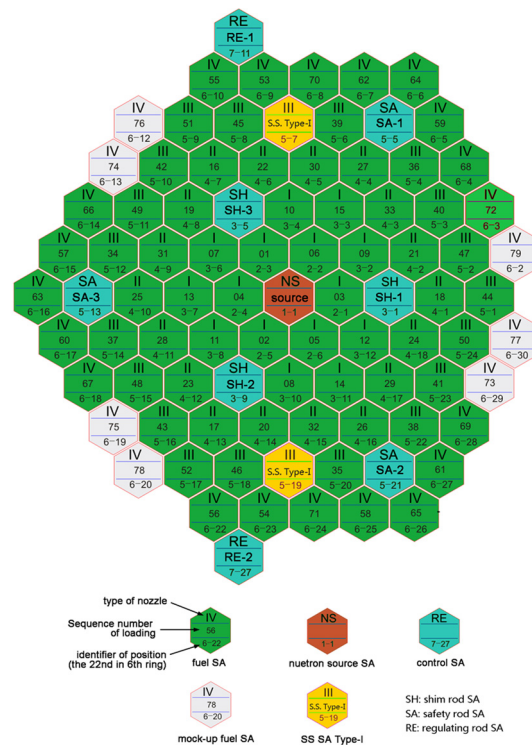 RE
RE-1
7-11
IV IV IV IV IV
55 53 70 62 64
6-10 6-9 6-8 6-7 6-6
IV III III III III SA IV
76 51 45 S.S. Type-I 39 SA-1 59
6-12 5-9 5-8 5-7 5-6 5-5 6-5
IV III II II II II III IV
74 42 16 22 30 27 36 68
6-13 5-10 4-7 4-6 4-5 4-4 5-4 6-4
IV III II SH I I II III IV
66 49 19 SH-3 10 15 33 40 72
6-14 5-11 4-8 3-5 3-4 3-3 4-3 5-3 6-3
IV III II I I I I II III IV
57 34 31 07 01 06 09 21 47 79
6-15 5-12 4-9 3-6 2-3 2-2 3-2 4-2 5-2 6-2
IV SA II I I NS I SH II III
63 SA-3 25 13 04 source 03 SH-1 18 44
6-16 5-13 4-10 3-7 2-4 1-1 2-1 3-1 4-1 5-1
IV III II I I I I II III IV
60 37 28 11 02 05 12 24 50 77
6-17 5-14 4-11 3-8 2-5 2-6 3-12 4-18 5-24 6-30
IV III II SH I I II III IV
67 48 23 SH-2 08 14 29 41 73
6-18 5-15 4-12 3-9 3-10 3-11 4-17 5-23 6-29
IV III II II II II III IV
75 43 17 20 32 26 38 69
6-19 5-16 4-13 4-14 4-15 4-16 5-22 6-28
IV III III III III SA IV
78 52 46 S.S. Type-I 35 SA-2 61
6-20 5-17 5-18 5-19 5-20 5-21 6-27
IV IV IV IV IV
56 54 71 58 65
6-22 6-23 6-24 6-25 6-26
RE
RE-2
7-27
type of nozzle
Sequence number
of loading
identifier of position
(the 22nd in 6th ring)
IV
56
6-22
fuel SA
NS
1-1
nuetron source SA
RE
7-27
control SA
IV
78
6-20
mock-up fuel SA
III
S.S. Type-I
5-19
SS SA Type-I
SH: shim rod SA
SA: safety rod SA
RE: regulating rod SA